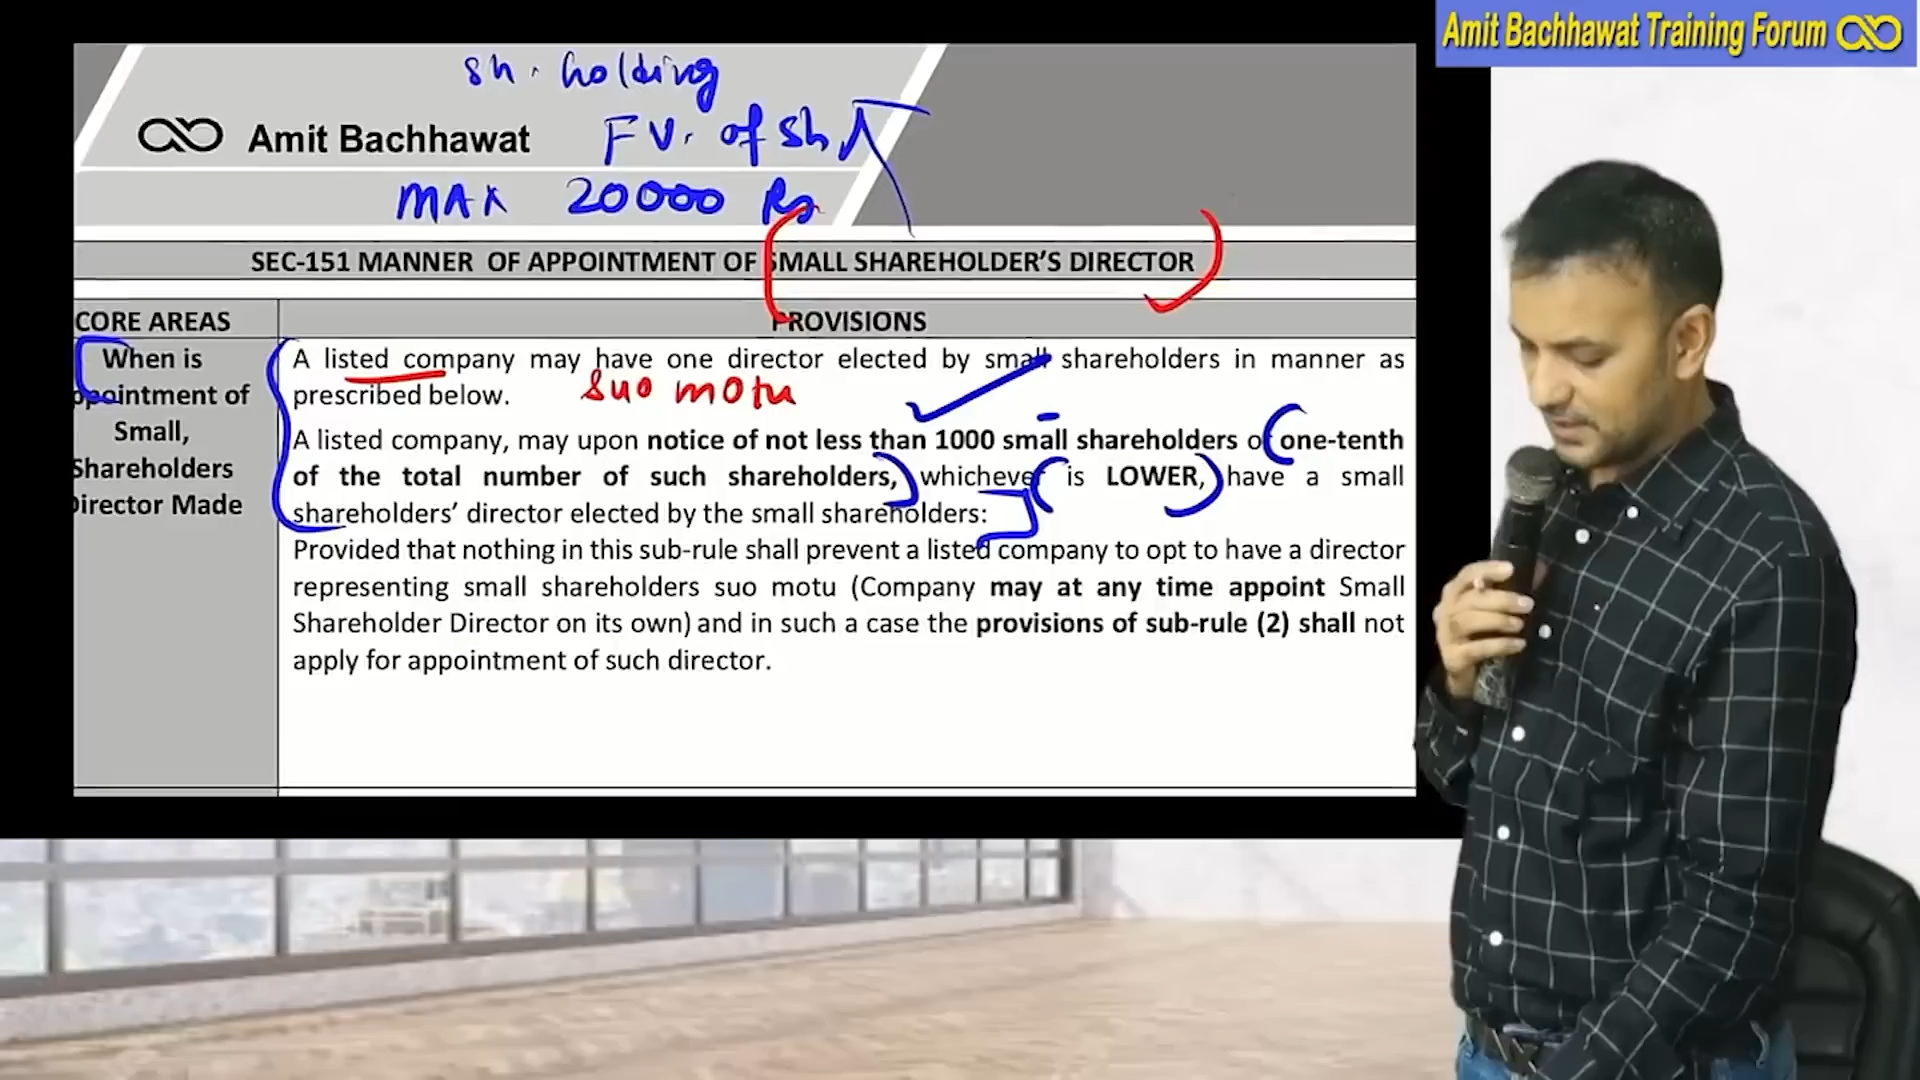 Amit Bachhawat Training Forum
sh. holding
Amit Bachhawat
F V. of sh
MAX 20000 Rs
SEC-151 MANNER OF APPOINTMENT OF SMALL SHAREHOLDER'S DIRECTOR
CORE AREAS
PROVISIONS
When is
ppointment of
Small,
Shareholders
Director Made
A listed company may have one director elected by small shareholders in manner as
prescribed below.
suo motu
A listed company, may upon notice of not less than 1000 small shareholders or one-tenth
of the total number of such shareholders, whichever is LOWER, have a small
shareholders' director elected by the small shareholders:
Provided that nothing in this sub-rule shall prevent a listed company to opt to have a director
representing small shareholders suo motu (Company may at any time appoint Small
Shareholder Director on its own) and in such a case the provisions of sub-rule (2) shall not
apply for appointment of such director.